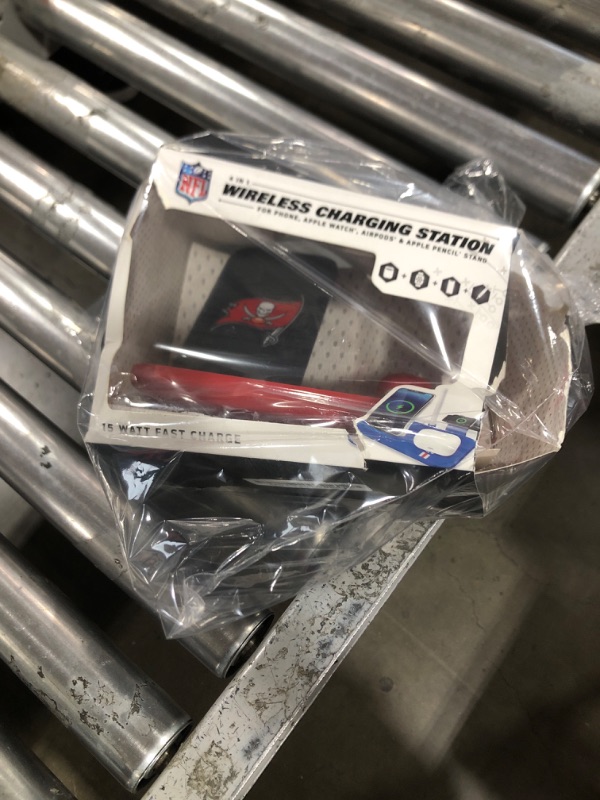 NFL
4 IN 1
WIRELESS CHARGING STATION
FOR PHONE, APPLE WATCH®, AIRPODS® & APPLE PENCIL® STAND
15 WATT FAST CHARGE